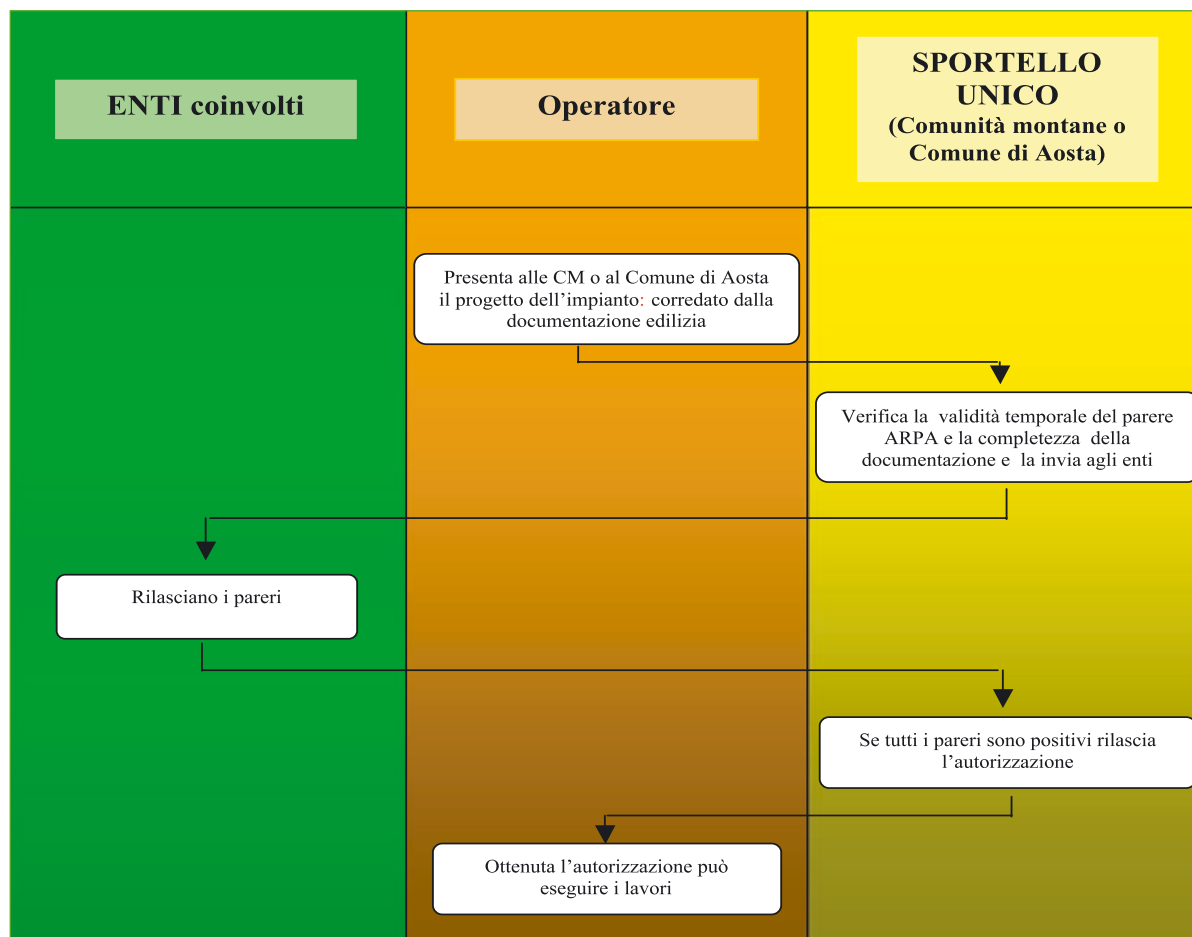 ENTI coinvolti
Operatore
SPORTELLO
UNICO
(Comunità montane o
Comune di Aosta)
Presenta alle CM o al Comune di Aosta
il progetto dell’impianto: corredato dalla
documentazione edilizia
Verifica la validità temporale del parere
ARPA e la completezza della
documentazione e la invia agli enti
Rilasciano i pareri
Se tutti i pareri sono positivi rilascia
l’autorizzazione
Ottenuta l’autorizzazione può
eseguire i lavori